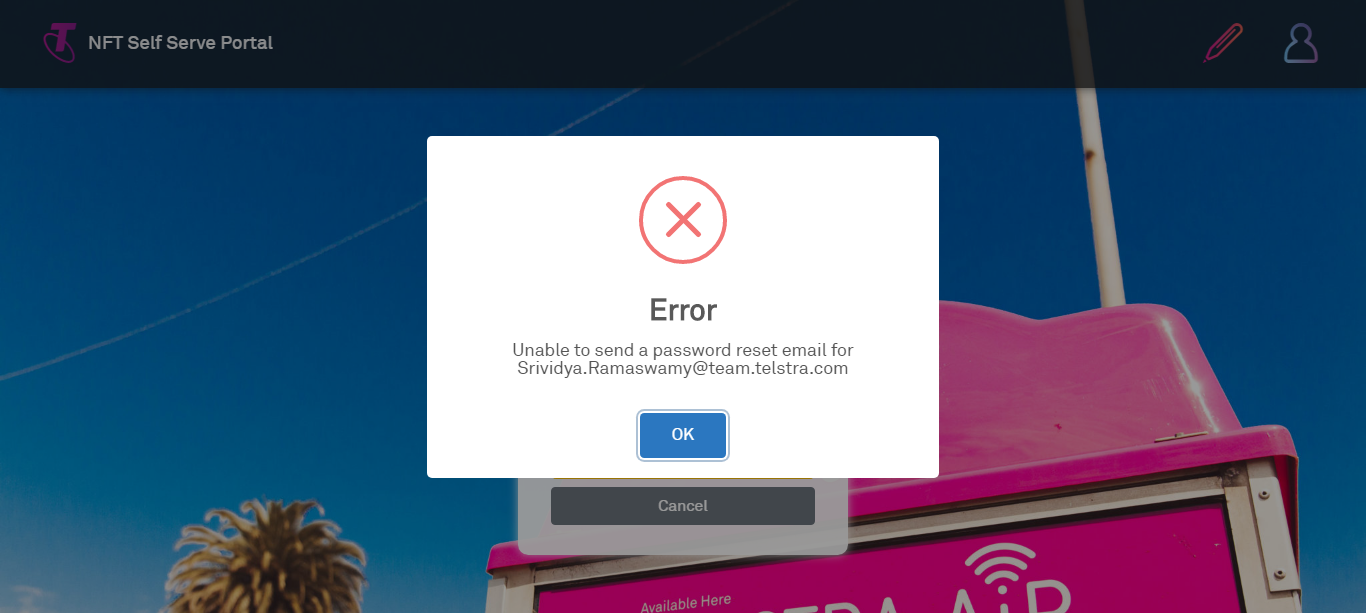 NFT Self Serve Portal
Error
Unable to send a password reset email for
Srividya.Ramaswamy@team.telstra.com
OK
Cancel
Available Here
STRA AiR